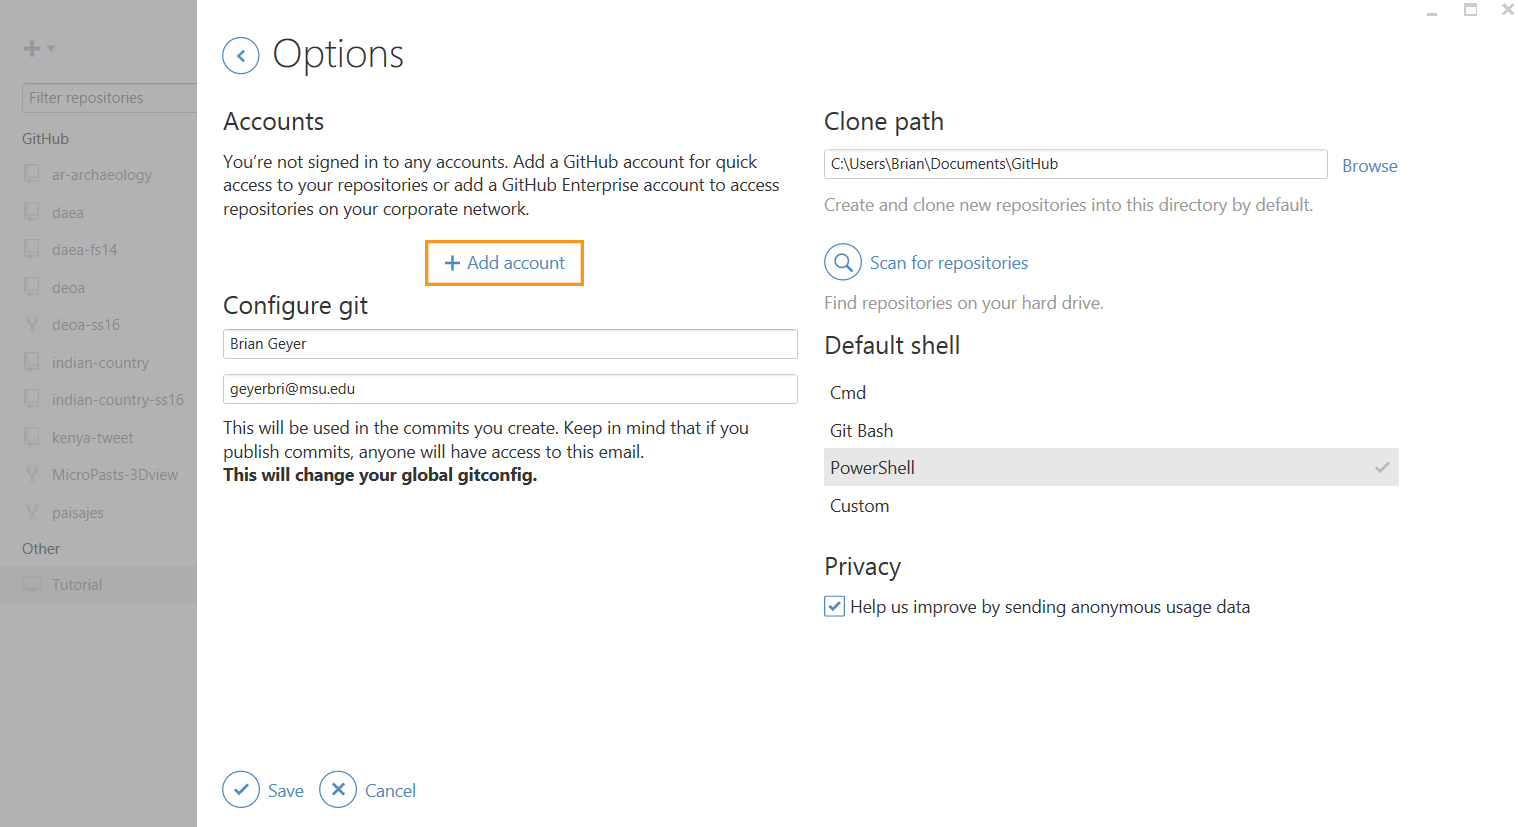 Filter repositories
GitHub
ar-archaeology
daea
daea-fs14
deoa
deoa-ss16
indian-country
indian-country-ss16
kenya-tweet
MicroPasts-3Dview
paisajes
Other
Tutorial
Options
Accounts
You're not signed in to any accounts. Add a GitHub account for quick
access to your repositories or add a GitHub Enterprise account to access
repositories on your corporate network.
Add account
Configure git
Brian Geyer
geyerbri@msu.edu
This will be used in the commits you create. Keep in mind that if you
publish commits, anyone will have access to this email.
This will change your global gitconfig.
Save
Cancel
Clone path
C:\Users\Brian\Documents\GitHub
Browse
Create and clone new repositories into this directory by default.
Scan for repositories
Find repositories on your hard drive.
Default shell
Cmd
Git Bash
PowerShell
Custom
Privacy
Help us improve by sending anonymous usage data